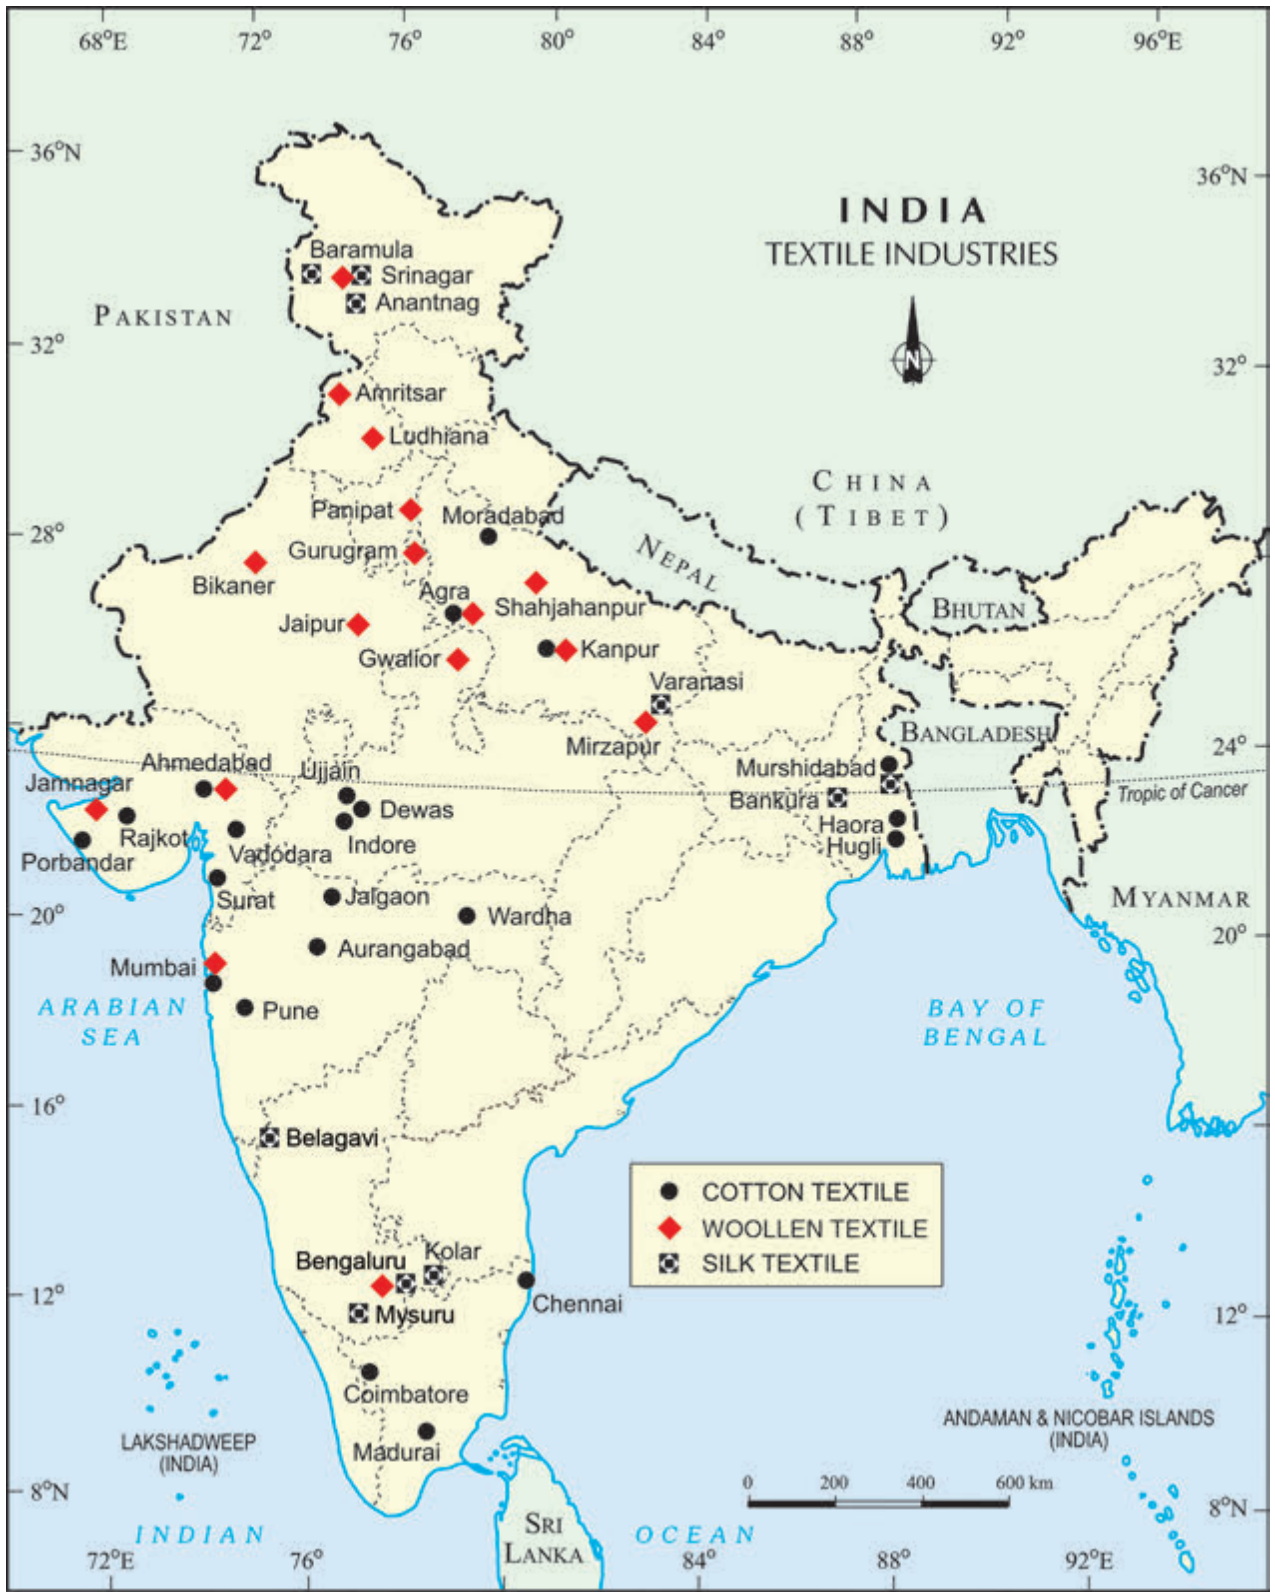 68°E 72° 76° 80° 84° 88° 92° 96°E
36°N
36°N
INDIA
TEXTILE INDUSTRIES
Baramula
Srinagar
Anantnag
PAKISTAN
N
32°
32°
Amritsar
Ludhiana
CHINA
(TIBET)
Panipat
Moradabad
28°
28°
Gurugram
NEPAL
Bikaner
Agra
Shahjahanpur
BHUTAN
Jaipur
Kanpur
Gwalior
Varanasi
BANGLADESH
Mirzapur
24°
Ahmedabad
Ujjain
Murshidabad
Jamnagar
Tropic of Cancer
Dewas
Bankura
Rajkot
Haora
Indore
Hugli
Porbandar
Vadodara
Surat
Jalgaon
MYANMAR
20°
Wardha
20°
Aurangabad
Mumbai
ARABIAN
SEA
Pune
BAY OF
BENGAL
16°
Belagavi
COTTON TEXTILE
WOOLLEN TEXTILE
SILK TEXTILE
Kolar
Bengaluru
12°
Chennai
Mysuru
12°
Coimbatore
LAKSHADWEEP
(INDIA)
Madurai
ANDAMAN & NICOBAR ISLANDS
(INDIA)
0 200 400 600 km
8°N
8°N
INDIAN OCEAN
SRI
LANKA
72°E 76° 84° 88° 92°E